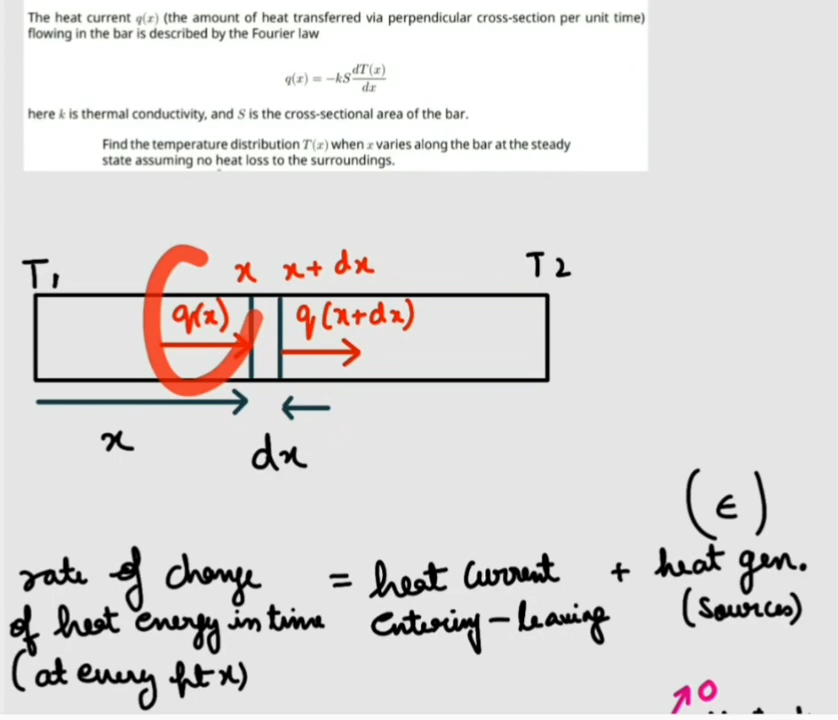 The heat current q(x) (the amount of heat transferred via perpendicular cross-section per unit time)
flowing in the bar is described by the Fourier law
q(x) = −kS dT(x)/dx
here k is thermal conductivity, and S is the cross-sectional area of the bar.
Find the temperature distribution T(x) when x varies along the bar at the steady
state assuming no heat loss to the surroundings.
T1 x x+dx T2
q(x) q(x+dx)
x dx
(ϵ)
rate of change = heat current + heat gen.
of heat energy in time entering - leaving (sources)
(at every pt x)
0